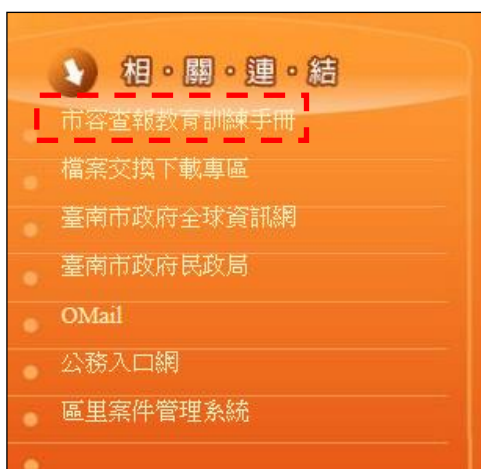 相・關・連・結
市容查報教育訓練手冊
檔案交換下載專區
臺南市政府全球資訊網
臺南市政府民政局
OMail
公務入口網
區里案件管理系統